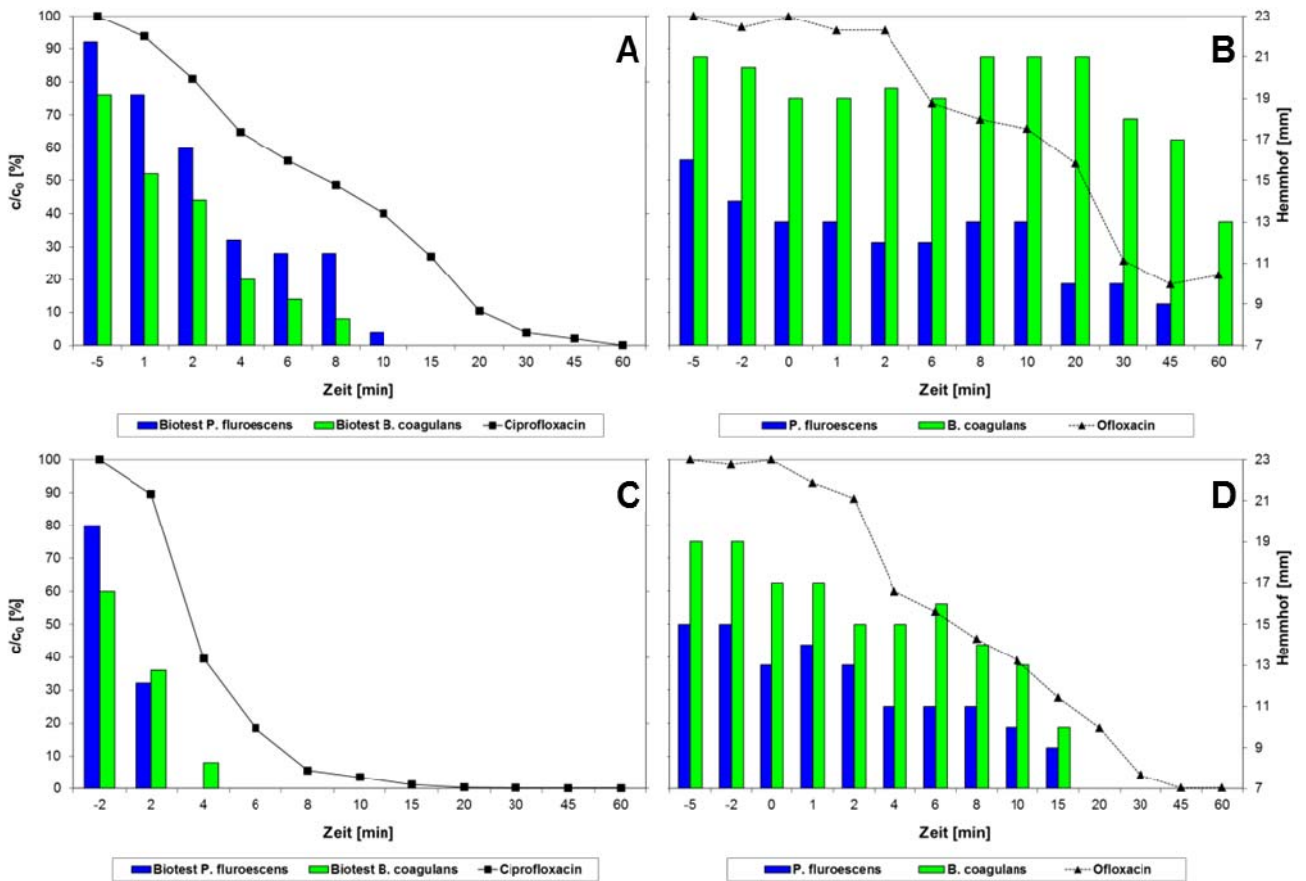 A
100
90
80
70
60
50
40
30
20
10
0
c/c0 [%]
-5 1 2 4 6 8 10 15 20 30 45 60
Zeit [min]
Biotest P. fluroescens Biotest B. coagulans Ciprofloxacin
B
23
21
19
17
15
13
11
9
7
Hemmhof [mm]
-5 -2 0 1 2 6 8 10 20 30 45 60
Zeit [min]
P. fluroescens B. coagulans Ofloxacin
C
100
90
80
70
60
50
40
30
20
10
0
c/c0 [%]
-2 2 4 6 8 10 15 20 30 45 60
Zeit [min]
Biotest P. fluroescens Biotest B. coagulans Ciprofloxacin
D
23
21
19
17
15
13
11
9
7
Hemmhof [mm]
-5 -2 0 1 2 4 6 8 10 15 20 30 45 60
Zeit [min]
P. fluroescens B. coagulans Ofloxacin